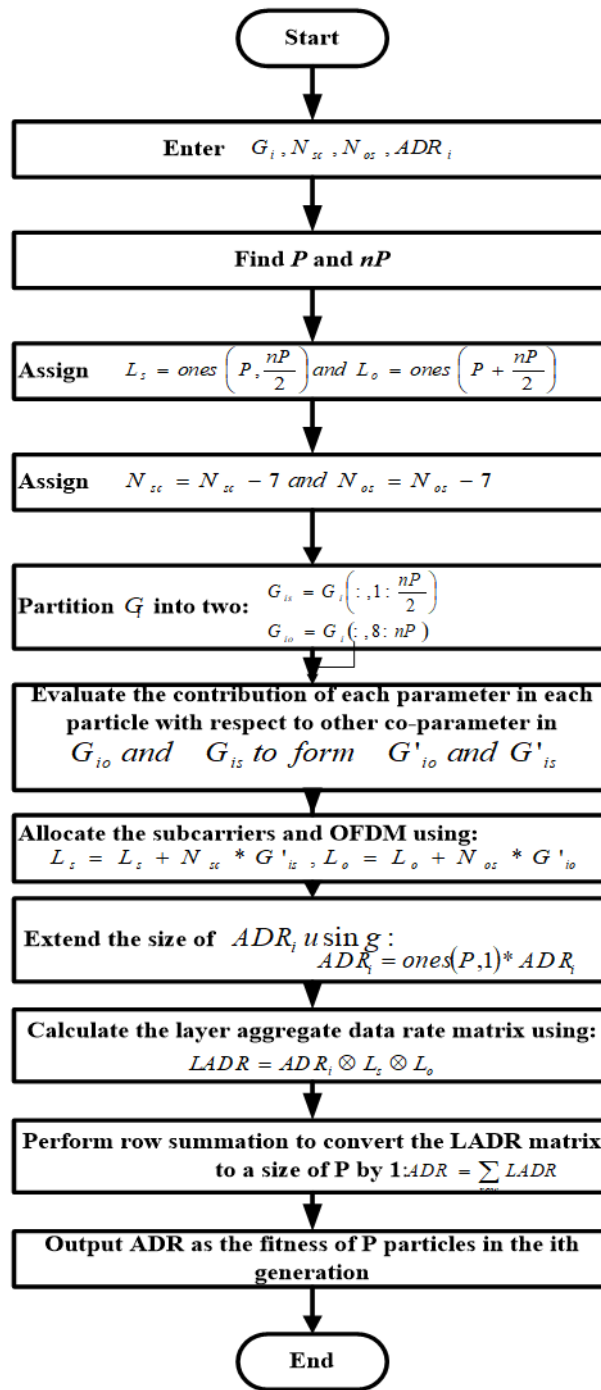 Start
Enter G_i , N_sc , N_os , ADR_i
Find P and nP
Assign L_s = ones (P, nP/2) and L_o = ones (P + nP/2)
Assign N_sc = N_sc − 7 and N_os = N_os − 7
Partition G_i into two: G_is = G_i(: ,1 : nP/2)
G_io = G_i(: ,8 : nP)
Evaluate the contribution of each parameter in each
particle with respect to other co-parameter in
G_io and G_is to form G'_io and G'_is
Allocate the subcarriers and OFDM using:
L_s = L_s + N_sc * G'_is , L_o = L_o + N_os * G'_io
Extend the size of ADR_i u sin g :
ADR_i = ones(P,1)* ADR_i
Calculate the layer aggregate data rate matrix using:
LADR = ADR_i ⊗ L_s ⊗ L_o
Perform row summation to convert the LADR matrix
to a size of P by 1:ADR = ∑ LADR
Output ADR as the fitness of P particles in the ith
generation
End